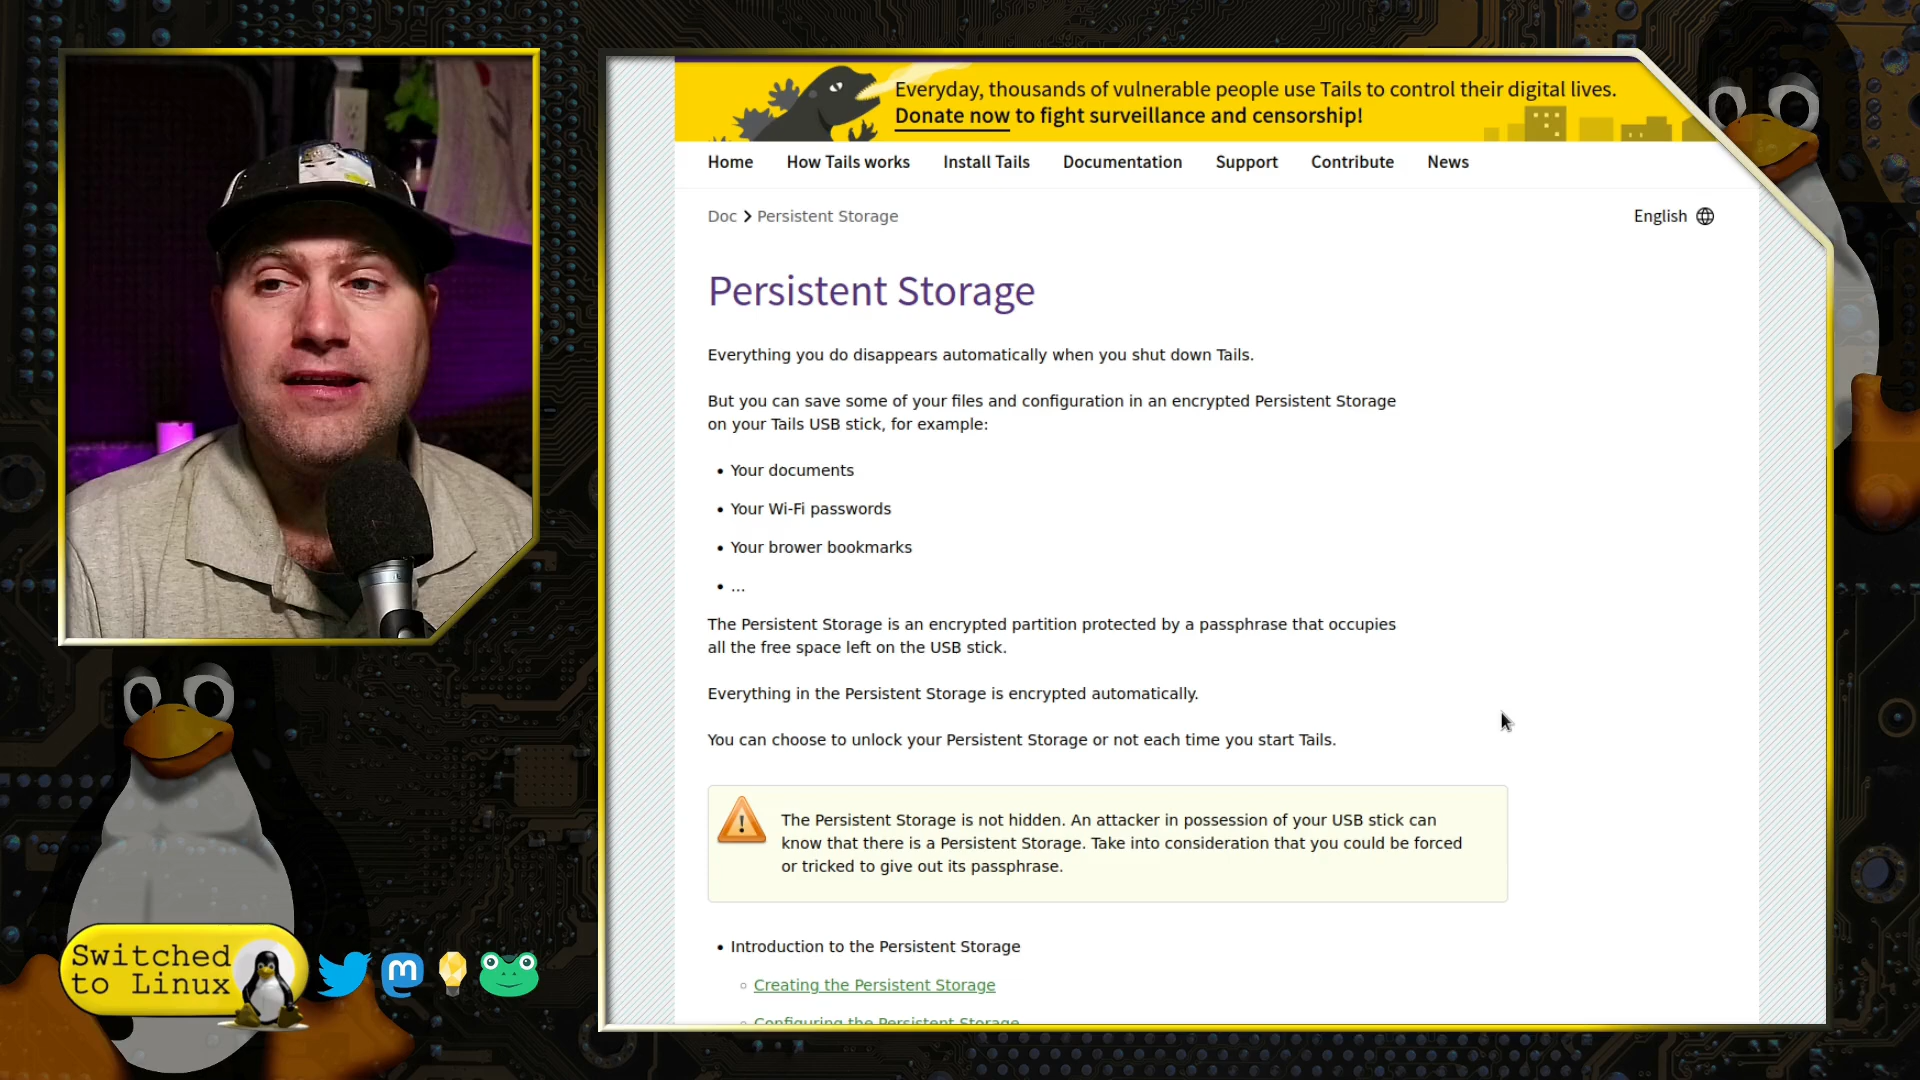 Everyday, thousands of vulnerable people use Tails to control their digital lives.
Donate now to fight surveillance and censorship!
Home How Tails works Install Tails Documentation Support Contribute News
Doc Persistent Storage English
Persistent Storage
Everything you do disappears automatically when you shut down Tails.
But you can save some of your files and configuration in an encrypted Persistent Storage
on your Tails USB stick, for example:
• Your documents
• Your Wi-Fi passwords
• Your brower bookmarks
• ...
The Persistent Storage is an encrypted partition protected by a passphrase that occupies
all the free space left on the USB stick.
Everything in the Persistent Storage is encrypted automatically.
You can choose to unlock your Persistent Storage or not each time you start Tails.
The Persistent Storage is not hidden. An attacker in possession of your USB stick can
know that there is a Persistent Storage. Take into consideration that you could be forced
or tricked to give out its passphrase.
• Introduction to the Persistent Storage
Creating the Persistent Storage
Configuring the Persistent Storage
Switched
to Linux
m